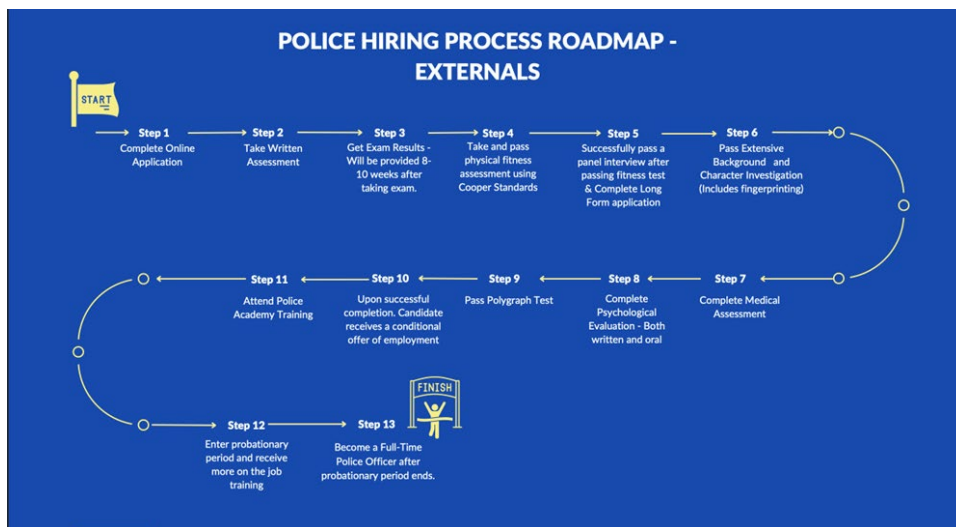 POLICE HIRING PROCESS ROADMAP -
EXTERNALS
START
Step 1
Complete Online
Application
Step 2
Take Written
Assessment
Step 3
Get Exam Results -
Will be provided 8-
10 weeks after
taking exam.
Step 4
Take and pass
physical fitness
assessment using
Cooper Standards
Step 5
Successfully pass a
panel interview after
passing fitness test
& Complete Long
Form application
Step 6
Pass Extensive
Background and
Character Investigation
(Includes fingerprinting)
Step 7
Complete Medical
Assessment
Step 8
Complete
Psychological
Evaluation - Both
written and oral
Step 9
Pass Polygraph Test
Step 10
Upon successful
completion, Candidate
receives a conditional
offer of employment
Step 11
Attend Police
Academy Training
Step 12
Enter probationary
period and receive
more on the job
training
Step 13
Become a Full-Time
Police Officer after
probationary period ends.
FINISH